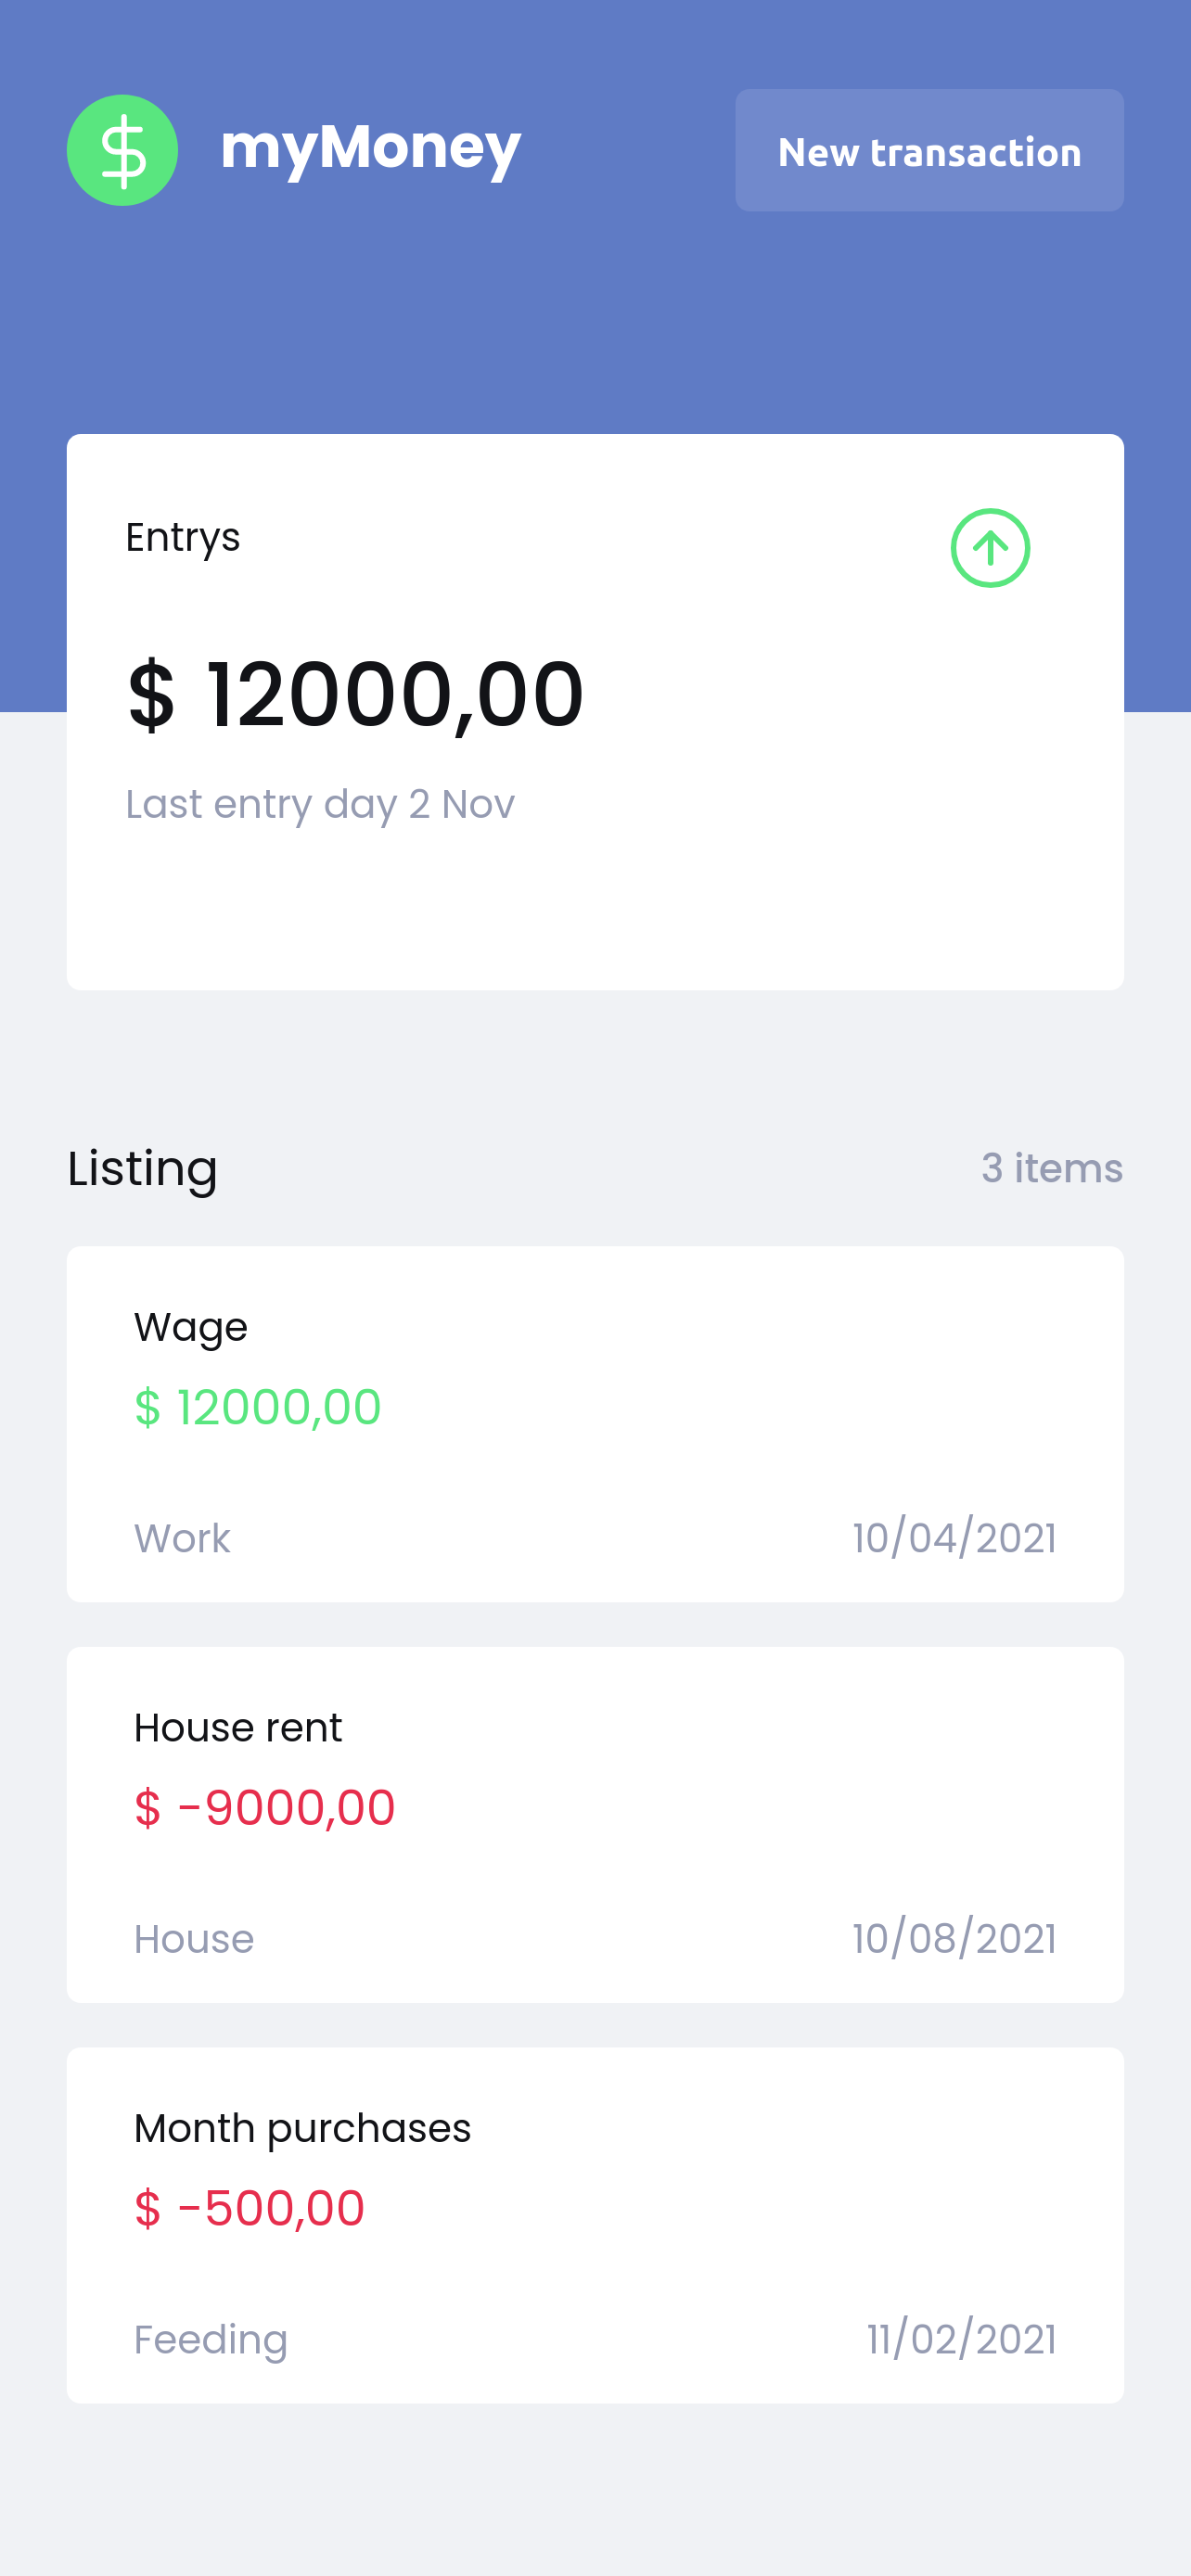 myMoney
New transaction
Entrys
$ 12000,00
Last entry day 2 Nov
Listing
3 items
Wage
$ 12000,00
Work
10/04/2021
House rent
$ -9000,00
House
10/08/2021
Month purchases
$ -500,00
Feeding
11/02/2021